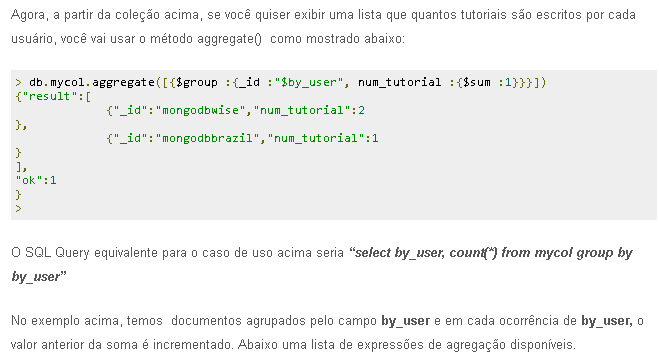 Agora, a partir da coleção acima, se você quiser exibir uma lista que quantos tutoriais são escritos por cada
usuário, você vai usar o método aggregate()  como mostrado abaixo:
> db.mycol.aggregate([{$group :{_id :"$by_user", num_tutorial :{$sum :1}}}])
{"result":[
{"_id":"mongodbwise","num_tutorial":2
},
{"_id":"mongodbbrazil","num_tutorial":1
}
],
"ok":1
}
>
O SQL Query equivalente para o caso de uso acima seria “select by_user, count(*) from mycol group by
by_user”
No exemplo acima, temos  documentos agrupados pelo campo by_user e em cada ocorrência de by_user, o
valor anterior da soma é incrementado. Abaixo uma lista de expressões de agregação disponíveis.